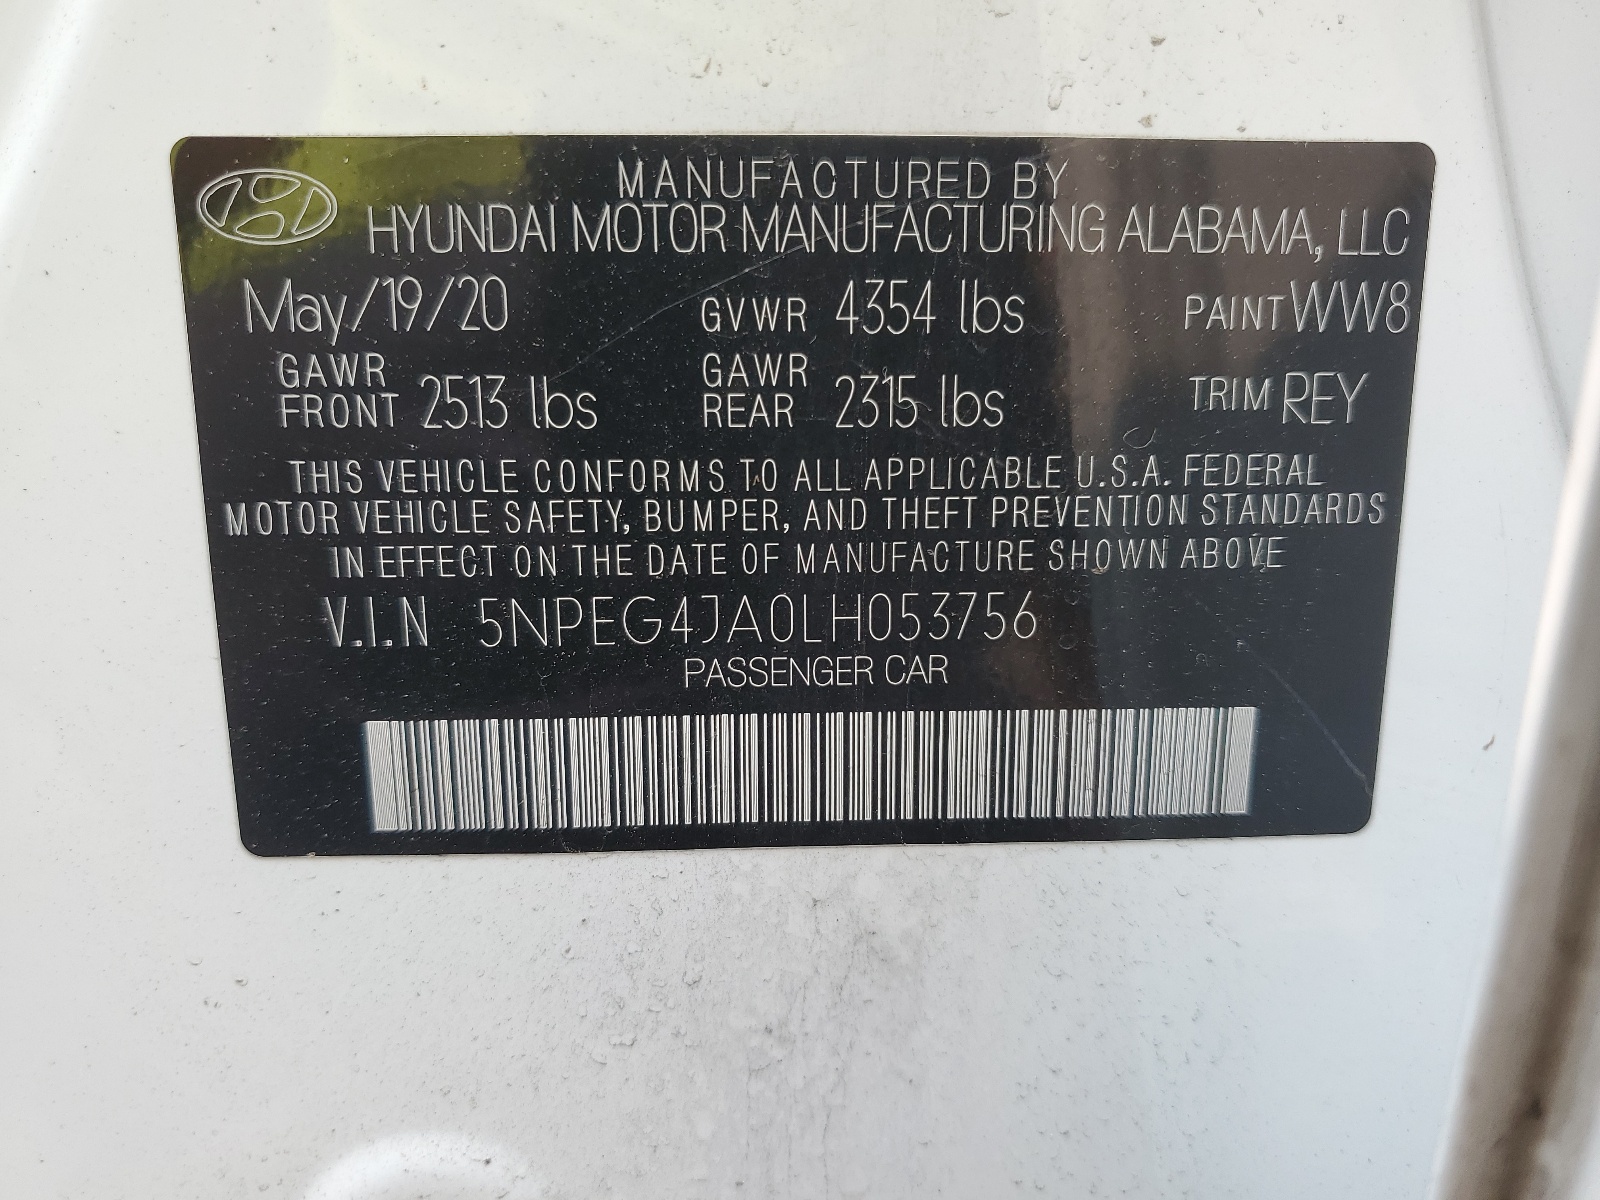 MANUFACTURED BY
HYUNDAI MOTOR MANUFACTURING ALABAMA, LLC
May/19/20 GVWR 4354 lbs PAINT WW8
GAWR FRONT 2513 lbs GAWR REAR 2315 lbs TRIM REY
THIS VEHICLE CONFORMS TO ALL APPLICABLE U.S.A. FEDERAL
MOTOR VEHICLE SAFETY, BUMPER, AND THEFT PREVENTION STANDARDS
IN EFFECT ON THE DATE OF MANUFACTURE SHOWN ABOVE
V.I.N 5NPEG4JA0LH053756
PASSENGER CAR